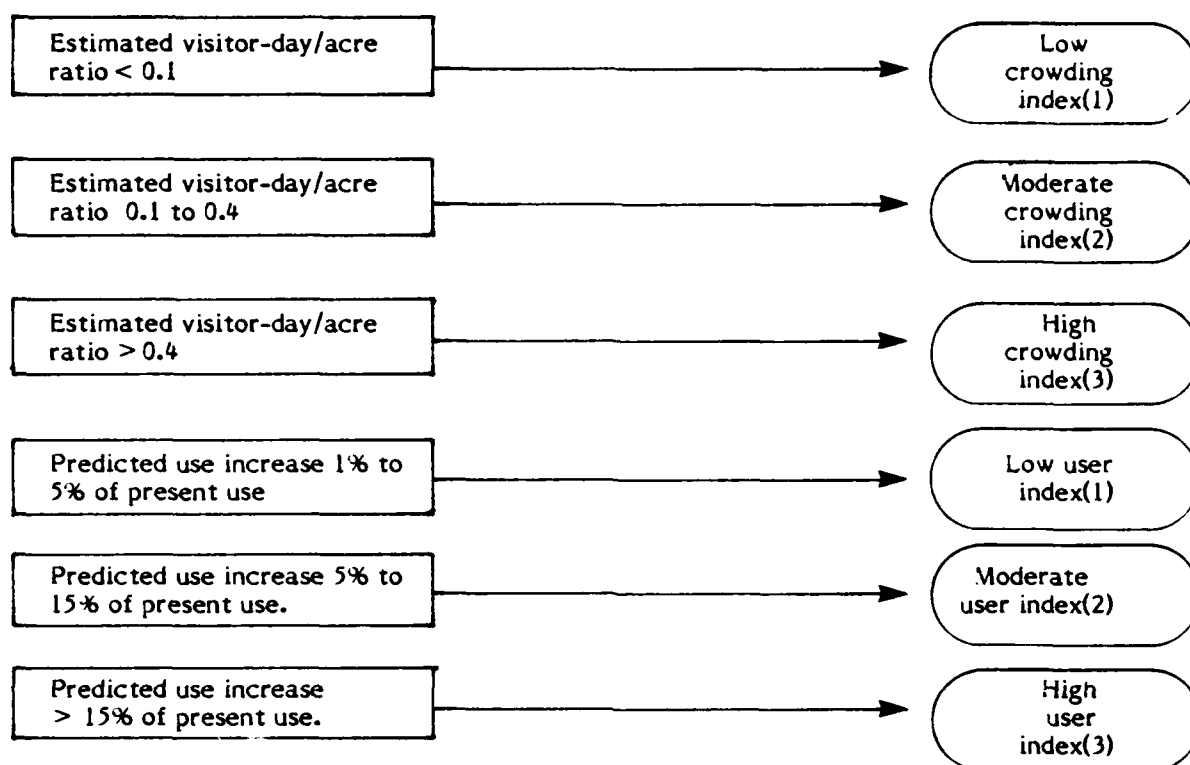 Estimated visitor-day/acre
ratio < 0.1
Low
crowding
index(1)
Estimated visitor-day/acre
ratio 0.1 to 0.4
Moderate
crowding
index(2)
Estimated visitor-day/acre
ratio > 0.4
High
crowding
index(3)
Predicted use increase 1% to
5% of present use
Low user
index(1)
Predicted use increase 5% to
15% of present use.
Moderate
user index(2)
Predicted use increase
> 15% of present use.
High
user
index(3)